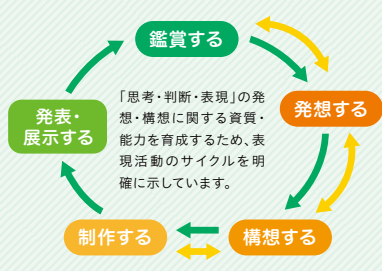 鑑賞する
発想する
構想する
制作する
発表・
展示する
「思考・判断・表現」の発
想・構想に関する資質・
能力を育成するため、表
現活動のサイクルを明
確に示しています。